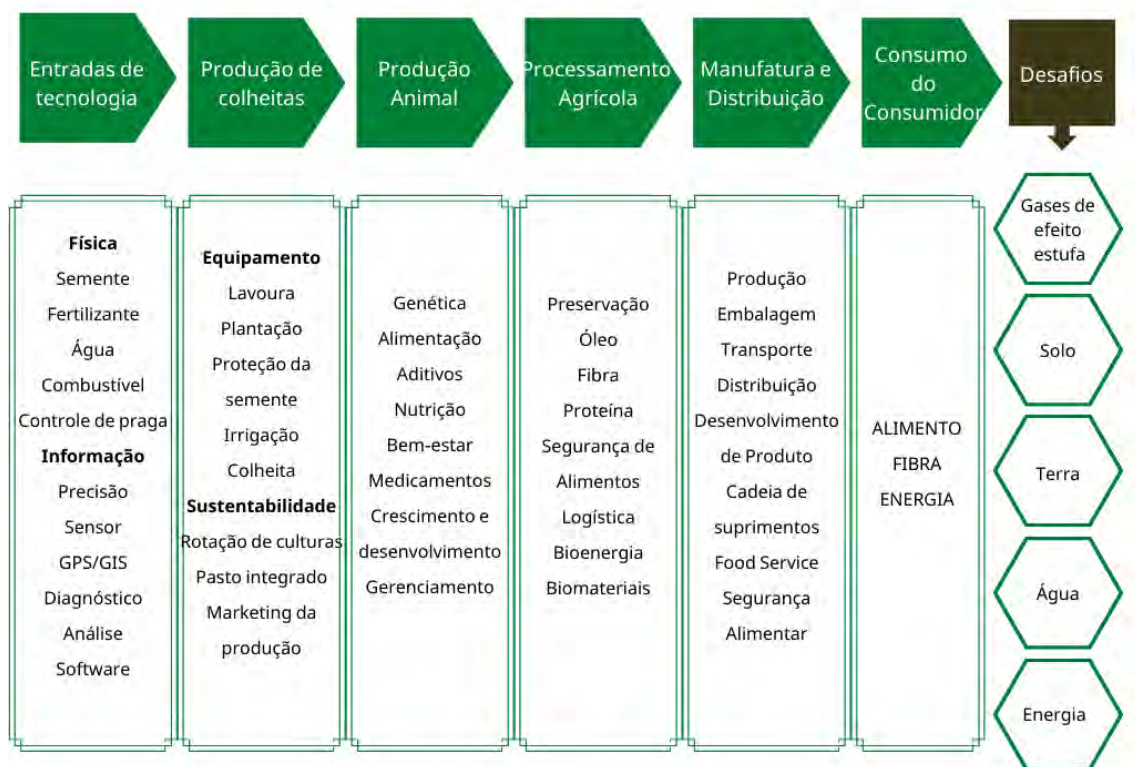 Entradas de
tecnologia
Produção de
colheitas
Produção
Animal
Processamento
Agrícola
Manufatura e
Distribuição
Consumo
do
Consumidor
Desafios
Física
Semente
Fertilizante
Água
Combustível
Controle de praga
Informação
Precisão
Sensor
GPS/GIS
Diagnóstico
Análise
Software
Equipamento
Lavoura
Plantação
Proteção da
semente
Irrigação
Colheita
Sustentabilidade
Rotação de culturas
Pasto integrado
Marketing da
produção
Genética
Alimentação
Aditivos
Nutrição
Bem-estar
Medicamentos
Crescimento e
desenvolvimento
Gerenciamento
Preservação
Óleo
Fibra
Proteína
Segurança de
Alimentos
Logística
Bioenergia
Biomateriais
Produção
Embalagem
Transporte
Distribuição
Desenvolvimento
de Produto
Cadeia de
suprimentos
Food Service
Segurança
Alimentar
ALIMENTO
FIBRA
ENERGIA
Gases de
efeito
estufa
Solo
Terra
Água
Energia